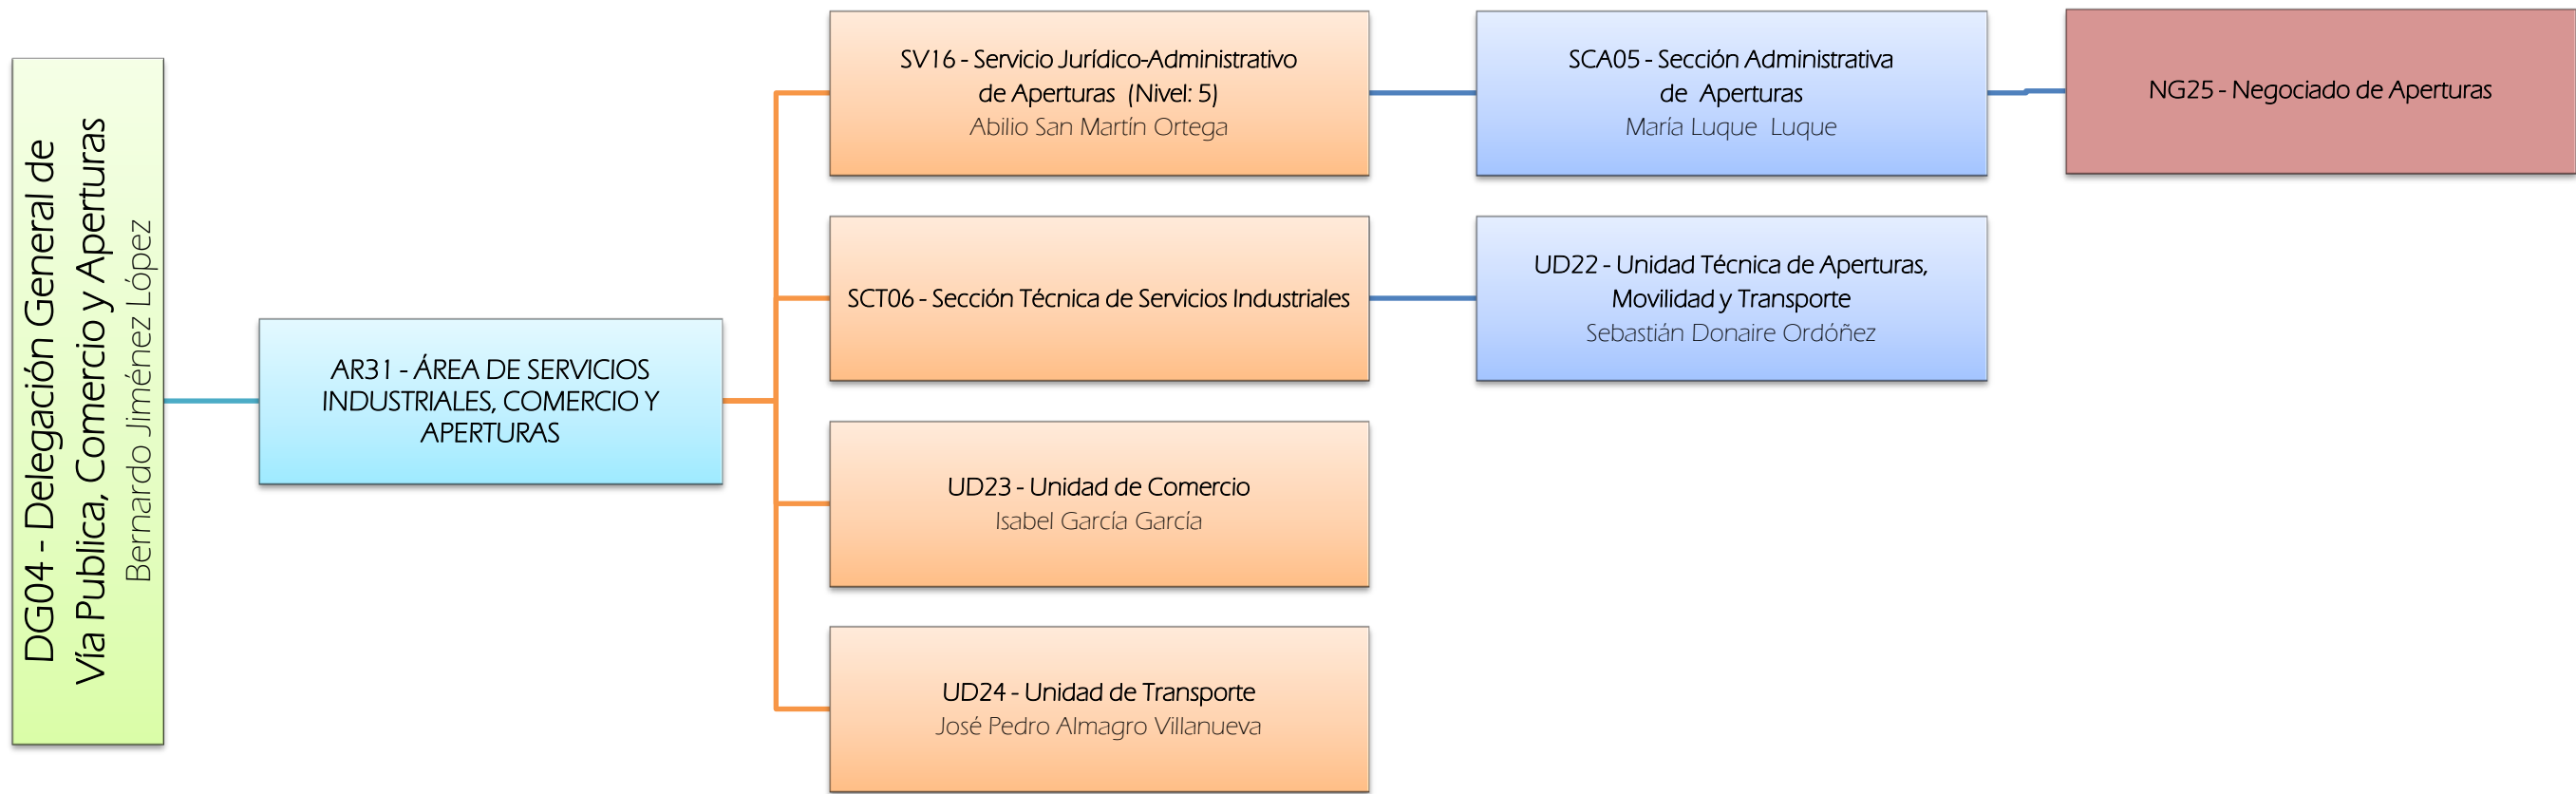 DG04 - Delegación General de
Vía Publica, Comercio y Aperturas
Bernardo Jiménez López
AR31 - ÁREA DE SERVICIOS
INDUSTRIALES, COMERCIO Y
APERTURAS
SV16 - Servicio Jurídico-Administrativo
de Aperturas (Nivel: 5)
Abilio San Martín Ortega
SCA05 - Sección Administrativa
de Aperturas
María Luque Luque
NG25 - Negociado de Aperturas
SCT06 - Sección Técnica de Servicios Industriales
UD22 - Unidad Técnica de Aperturas,
Movilidad y Transporte
Sebastián Donaire Ordóñez
UD23 - Unidad de Comercio
Isabel García García
UD24 - Unidad de Transporte
José Pedro Almagro Villanueva